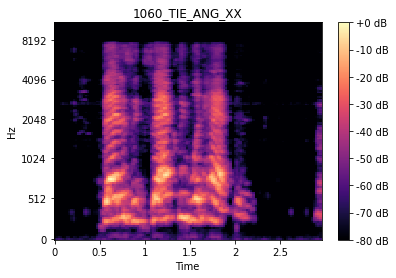 1060_TIE_ANG_XX
+0 dB
8192
-10 dB
4096
-20 dB
-30 dB
2048
-40 dB
Hz
1024
-50 dB
512
-60 dB
-70 dB
0
-80 dB
0 0.5 1 1.5 2 2.5
Time